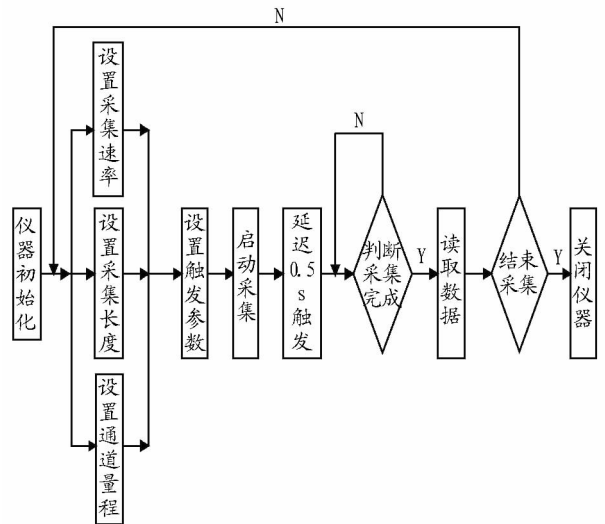 N
设置采集速率
N
仪器初始化
设置采集长度
设置触发参数
启动采集
延迟0.5s触发
判断采集完成
Y
读取数据
结束采集
Y
关闭仪器
设置通道量程